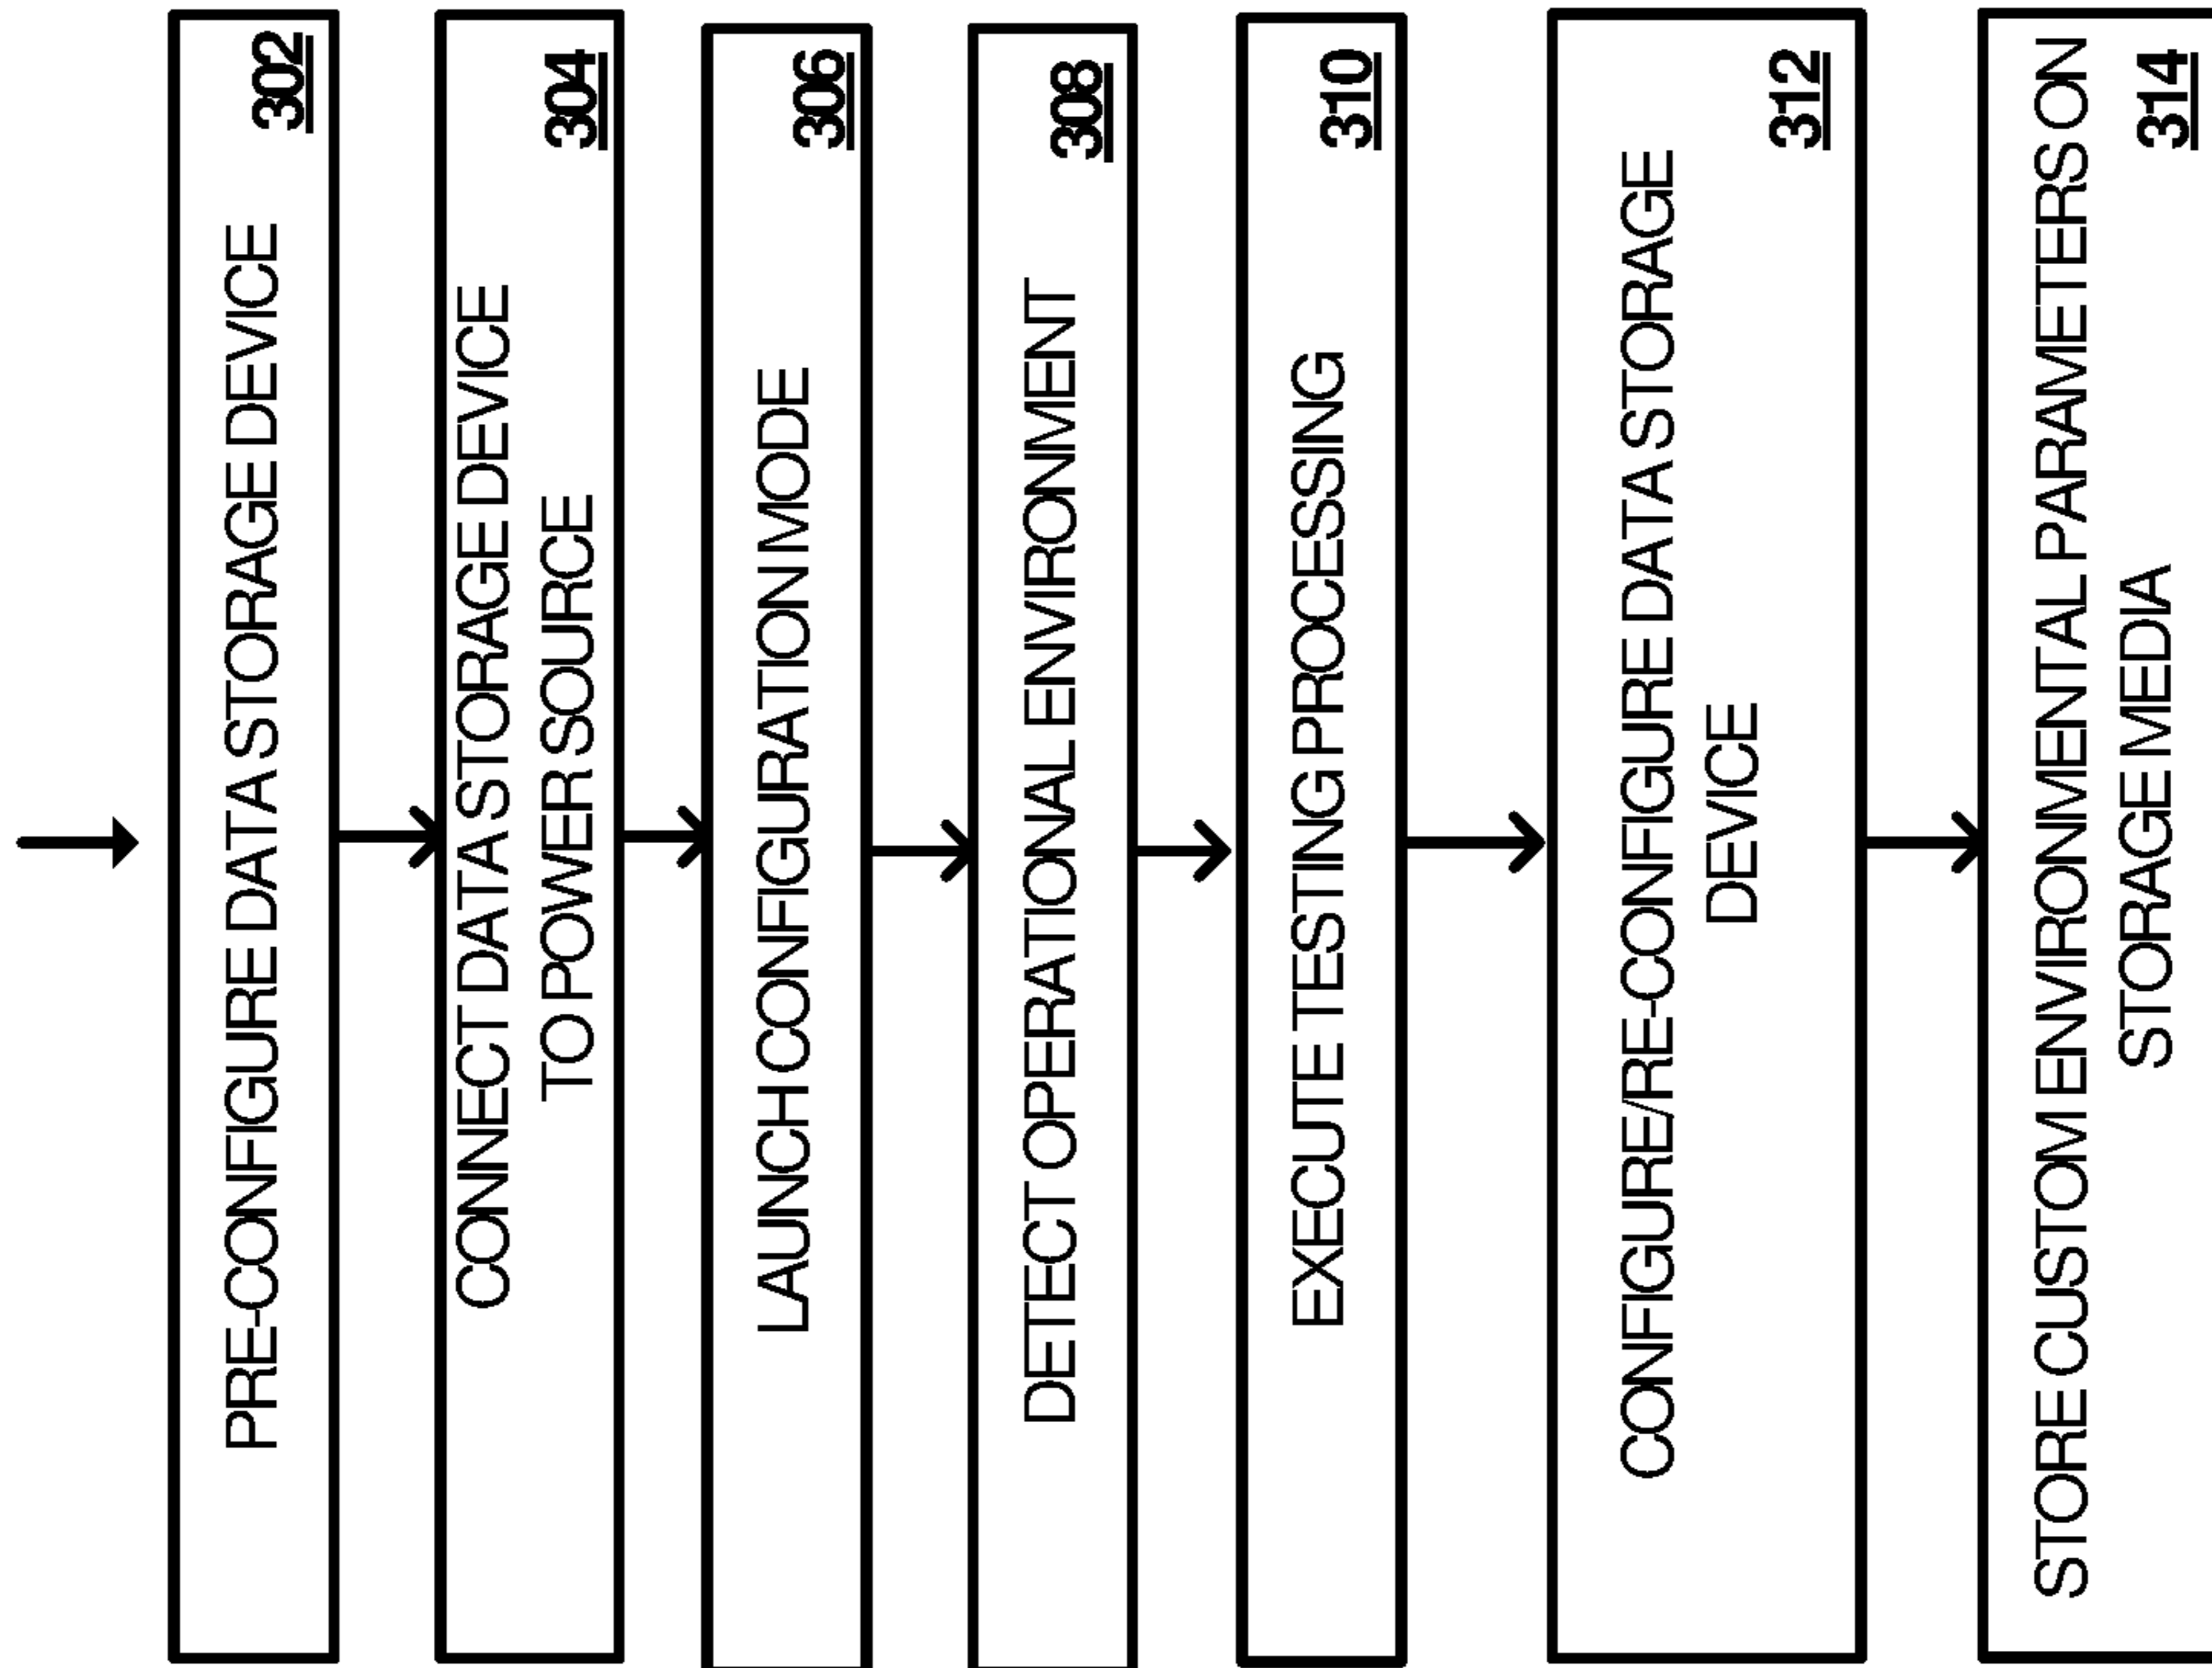 PRE-CONFIGURE DATA STORAGE DEVICE
302
CONNECT DATA STORAGE DEVICE
TO POWER SOURCE
304
LAUNCH CONFIGURATION MODE
306
DETECT OPERATIONAL ENVIRONMENT
308
EXECUTE TESTING PROCESSING
310
CONFIGURE/RE-CONFIGURE DATA STORAGE
DEVICE
312
STORE CUSTOM ENVIRONMENTAL PARAMETERS ON
STORAGE MEDIA
314